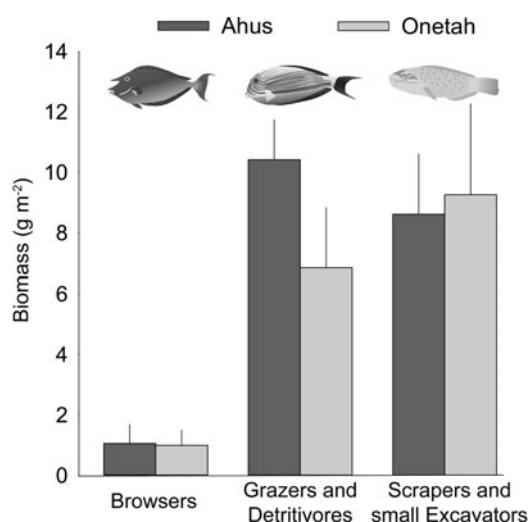 Ahus Onetah
14
12
10
8
6
4
2
0
Biomass (g m-2)
Browsers
Grazers and
Detritivores
Scrapers and
small Excavators